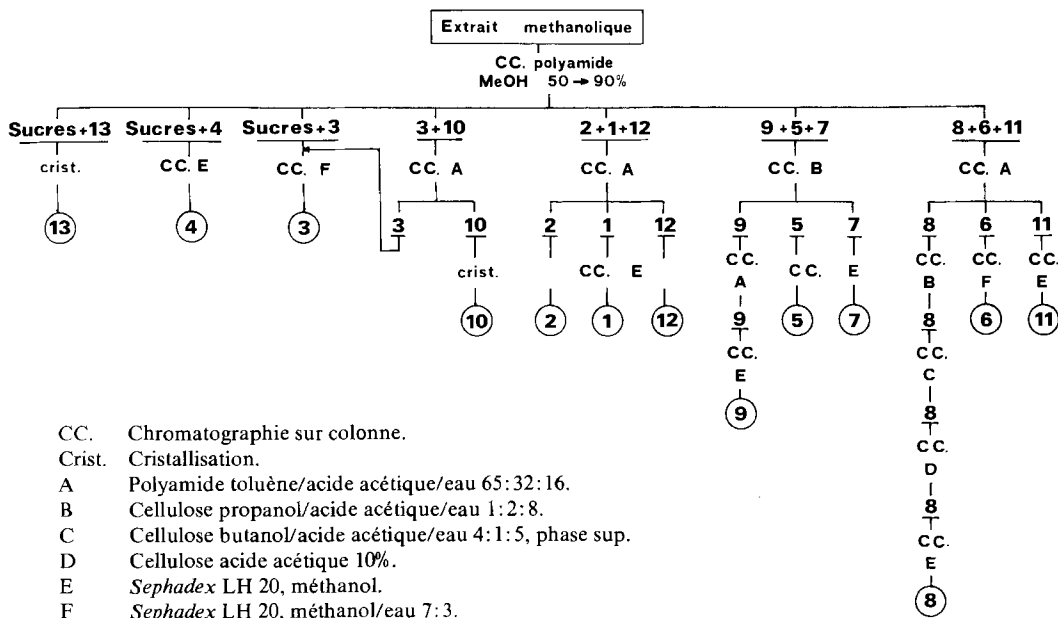 Extrait methanolique
CC. polyamide
MeOH 50 → 90%
Sucres+13 Sucres+4 Sucres+3 3+10 2+1+12 9+5+7 8+6+11
crist. CC. E CC. F CC. A CC. A CC. B CC. A
13 4 3 3 10 2 1 12 9 5 7 8 6 11
crist. CC. E CC. A CC. E CC. B CC. F CC. E
10 2 1 12 9 5 7 8 6 11
CC. E CC. C
9 8
CC. D
8
CC. E
8
CC. Chromatographie sur colonne.
Crist. Cristallisation.
A Polyamide toluène/acide acétique/eau 65:32:16.
B Cellulose propanol/acide acétique/eau 1:2:8.
C Cellulose butanol/acide acétique/eau 4:1:5, phase sup.
D Cellulose acide acétique 10%.
E Sephadex LH 20, méthanol.
F Sephadex LH 20, méthanol/eau 7:3.